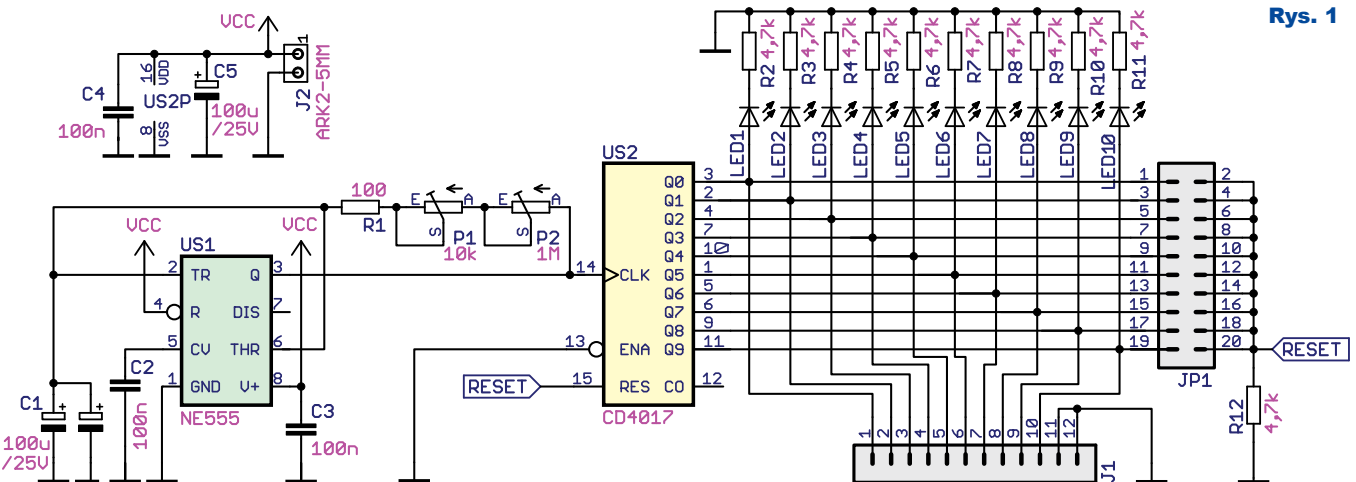 Rys. 1
VCC
1
ARK2-5MM
J2
16
VDD
US2P
8
VSS
C4
100n
+
C5
100u
/25V
R2 4,7k
R3 4,7k
R4 4,7k
R5 4,7k
R6 4,7k
R7 4,7k
R8 4,7k
R9 4,7k
R10 4,7k
R11 4,7k
LED1
LED2
LED3
LED4
LED5
LED6
LED7
LED8
LED9
LED10
100
R1
E A
S
P1
10k
E A
S
P2
1M
VCC
VCC
US1
2 TR Q 3
4 R DIS 7
5 CV THR 6
1 GND V+ 8
NE555
C1
+
+
100u
/25V
C2
100n
C3
100n
US2
14 CLK
13 ENA
15 RES
RESET
Q0 3
Q1 2
Q2 4
Q3 7
Q4 10
Q5 1
Q6 5
Q7 6
Q8 9
Q9 11
CO 12
CD4017
1 2
3 4
5 6
7 8
9 10
11 12
13 14
15 16
17 18
19 20
JP1
RESET
R12
4,7k
1 2 3 4 5 6 7 8 9 10 11 12
J1